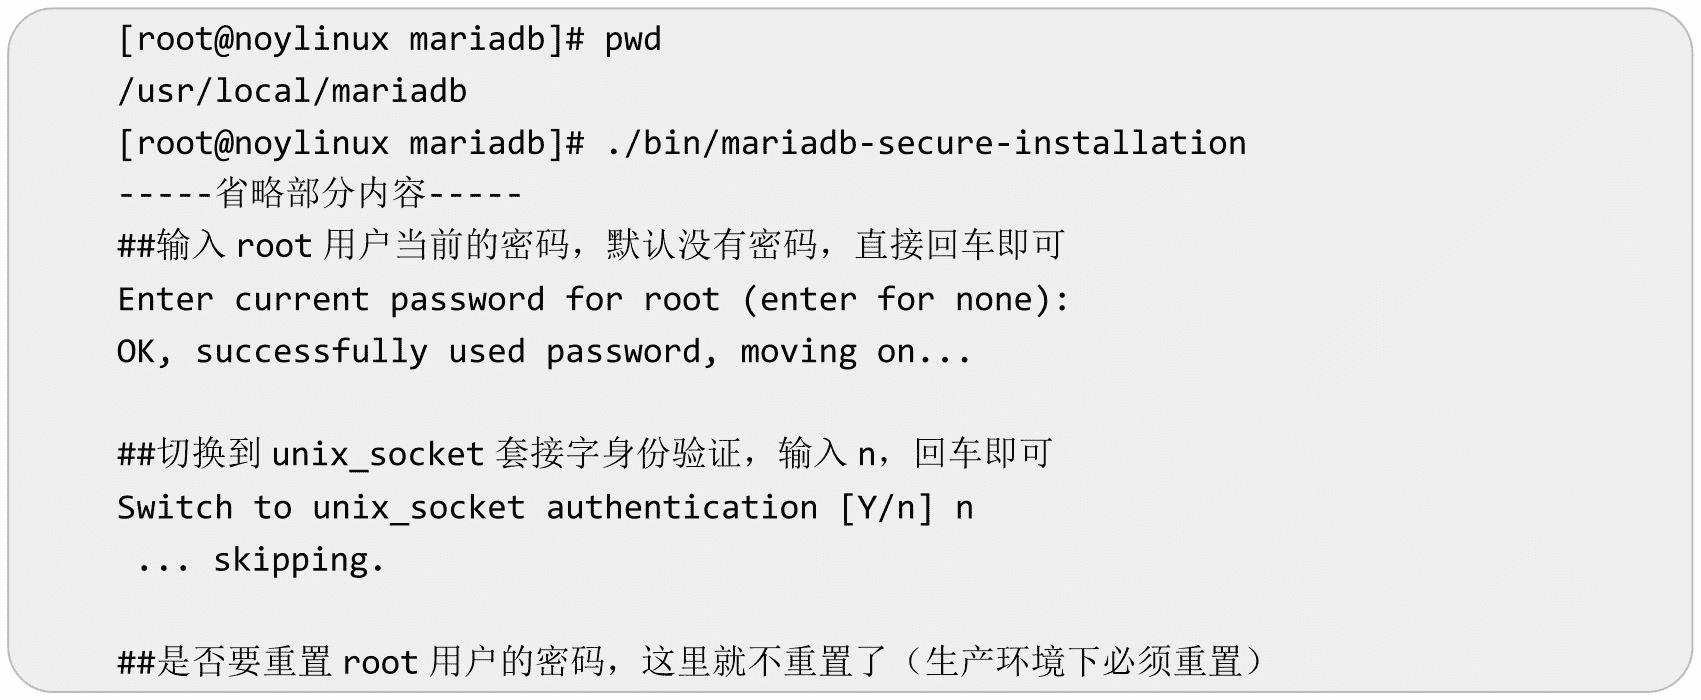 [root@noylinux mariadb]# pwd
/usr/local/mariadb
[root@noylinux mariadb]# ./bin/mariadb-secure-installation
-----省略部分内容-----
##输入 root 用户当前的密码，默认没有密码，直接回车即可
Enter current password for root (enter for none):
OK, successfully used password, moving on...
##切换到 unix_socket 套接字身份验证，输入 n，回车即可
Switch to unix_socket authentication [Y/n] n
 ... skipping.
##是否要重置 root 用户的密码，这里就不重置了（生产环境下必须重置）